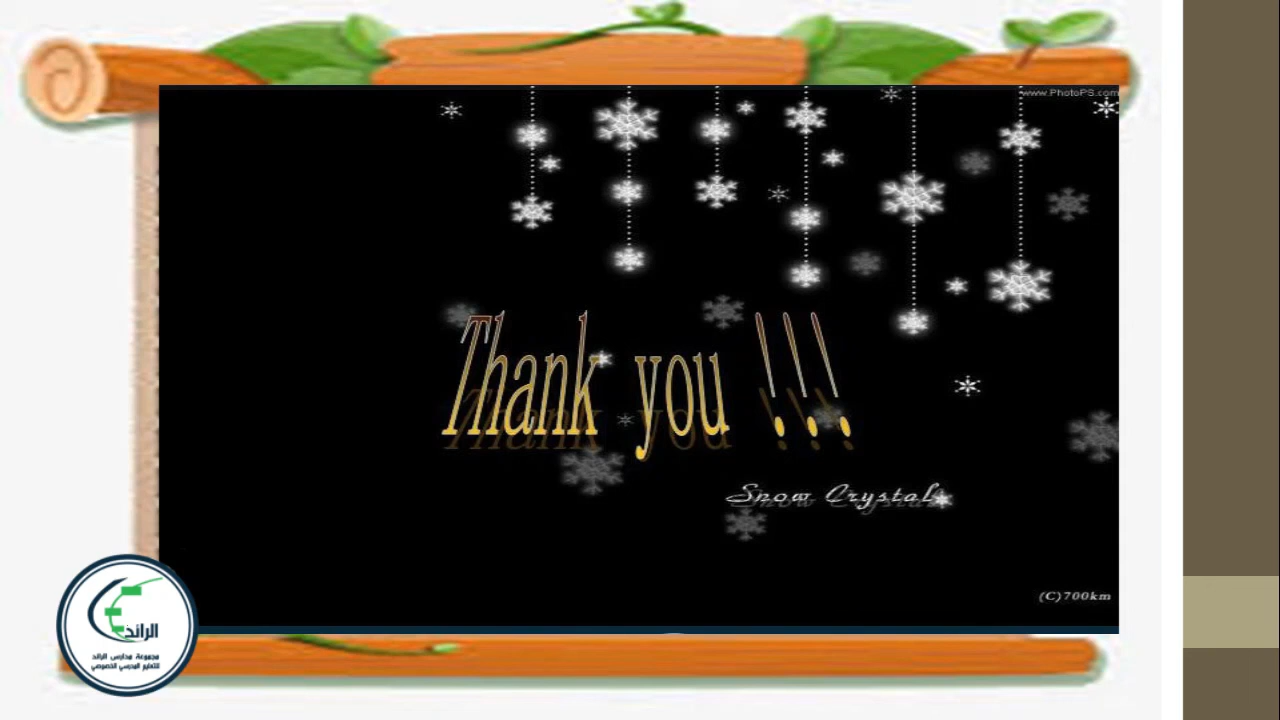 www.PhotoPS.com
Thank you !!!
Snow Crystal
(C)700km
الرائد
مجموعة مدارس الرائد
للتعليم المدرسي الخصوصي